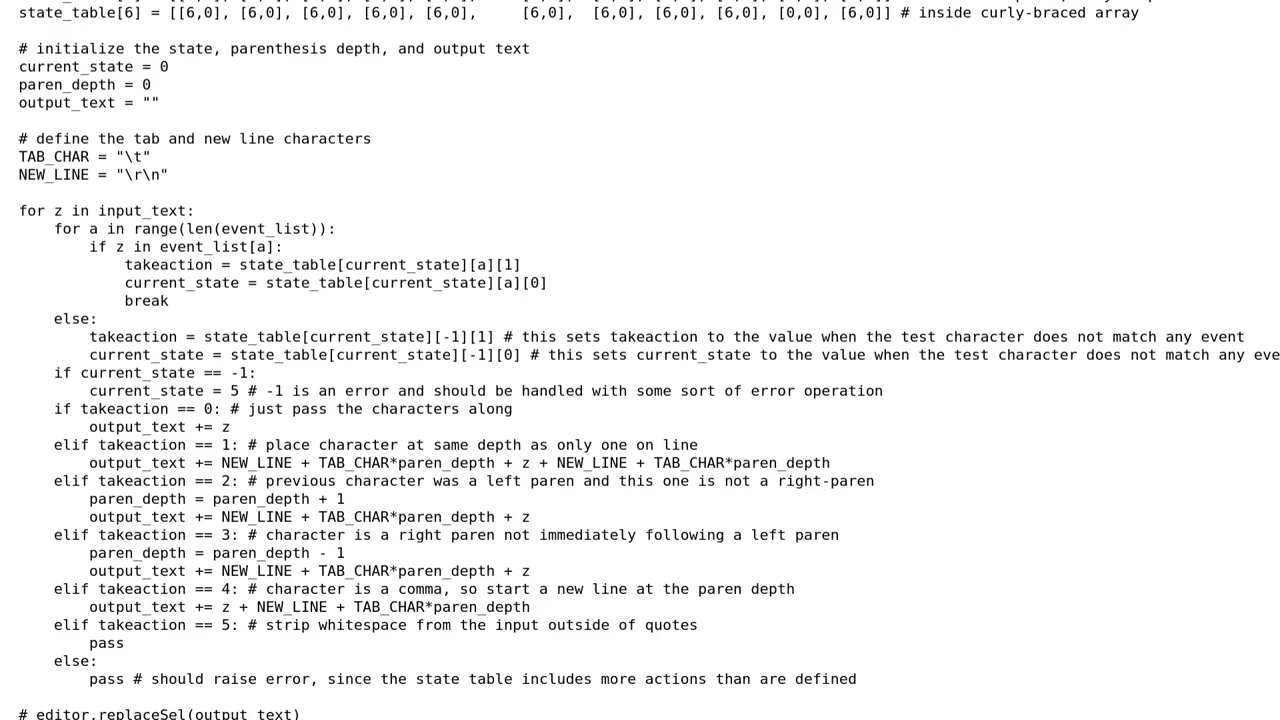 state_table[6] = [[6,0], [6,0], [6,0], [6,0], [6,0],     [6,0],  [6,0], [6,0], [6,0], [0,0], [6,0]] # inside curly-braced array

# initialize the state, parenthesis depth, and output text
current_state = 0
paren_depth = 0
output_text = ""

# define the tab and new line characters
TAB_CHAR = "\t"
NEW_LINE = "\r\n"

for z in input_text:
    for a in range(len(event_list)):
        if z in event_list[a]:
            takeaction = state_table[current_state][a][1]
            current_state = state_table[current_state][a][0]
            break
    else:
        takeaction = state_table[current_state][-1][1] # this sets takeaction to the value when the test character does not match any event
        current_state = state_table[current_state][-1][0] # this sets current_state to the value when the test character does not match any eve
    if current_state == -1:
        current_state = 5 # -1 is an error and should be handled with some sort of error operation
    if takeaction == 0: # just pass the characters along
        output_text += z
    elif takeaction == 1: # place character at same depth as only one on line
        output_text += NEW_LINE + TAB_CHAR*paren_depth + z + NEW_LINE + TAB_CHAR*paren_depth
    elif takeaction == 2: # previous character was a left paren and this one is not a right-paren
        paren_depth = paren_depth + 1
        output_text += NEW_LINE + TAB_CHAR*paren_depth + z
    elif takeaction == 3: # character is a right paren not immediately following a left paren
        paren_depth = paren_depth - 1
        output_text += NEW_LINE + TAB_CHAR*paren_depth + z
    elif takeaction == 4: # character is a comma, so start a new line at the paren depth
        output_text += z + NEW_LINE + TAB_CHAR*paren_depth
    elif takeaction == 5: # strip whitespace from the input outside of quotes
        pass
    else:
        pass # should raise error, since the state table includes more actions than are defined

# editor.replaceSel(output_text)